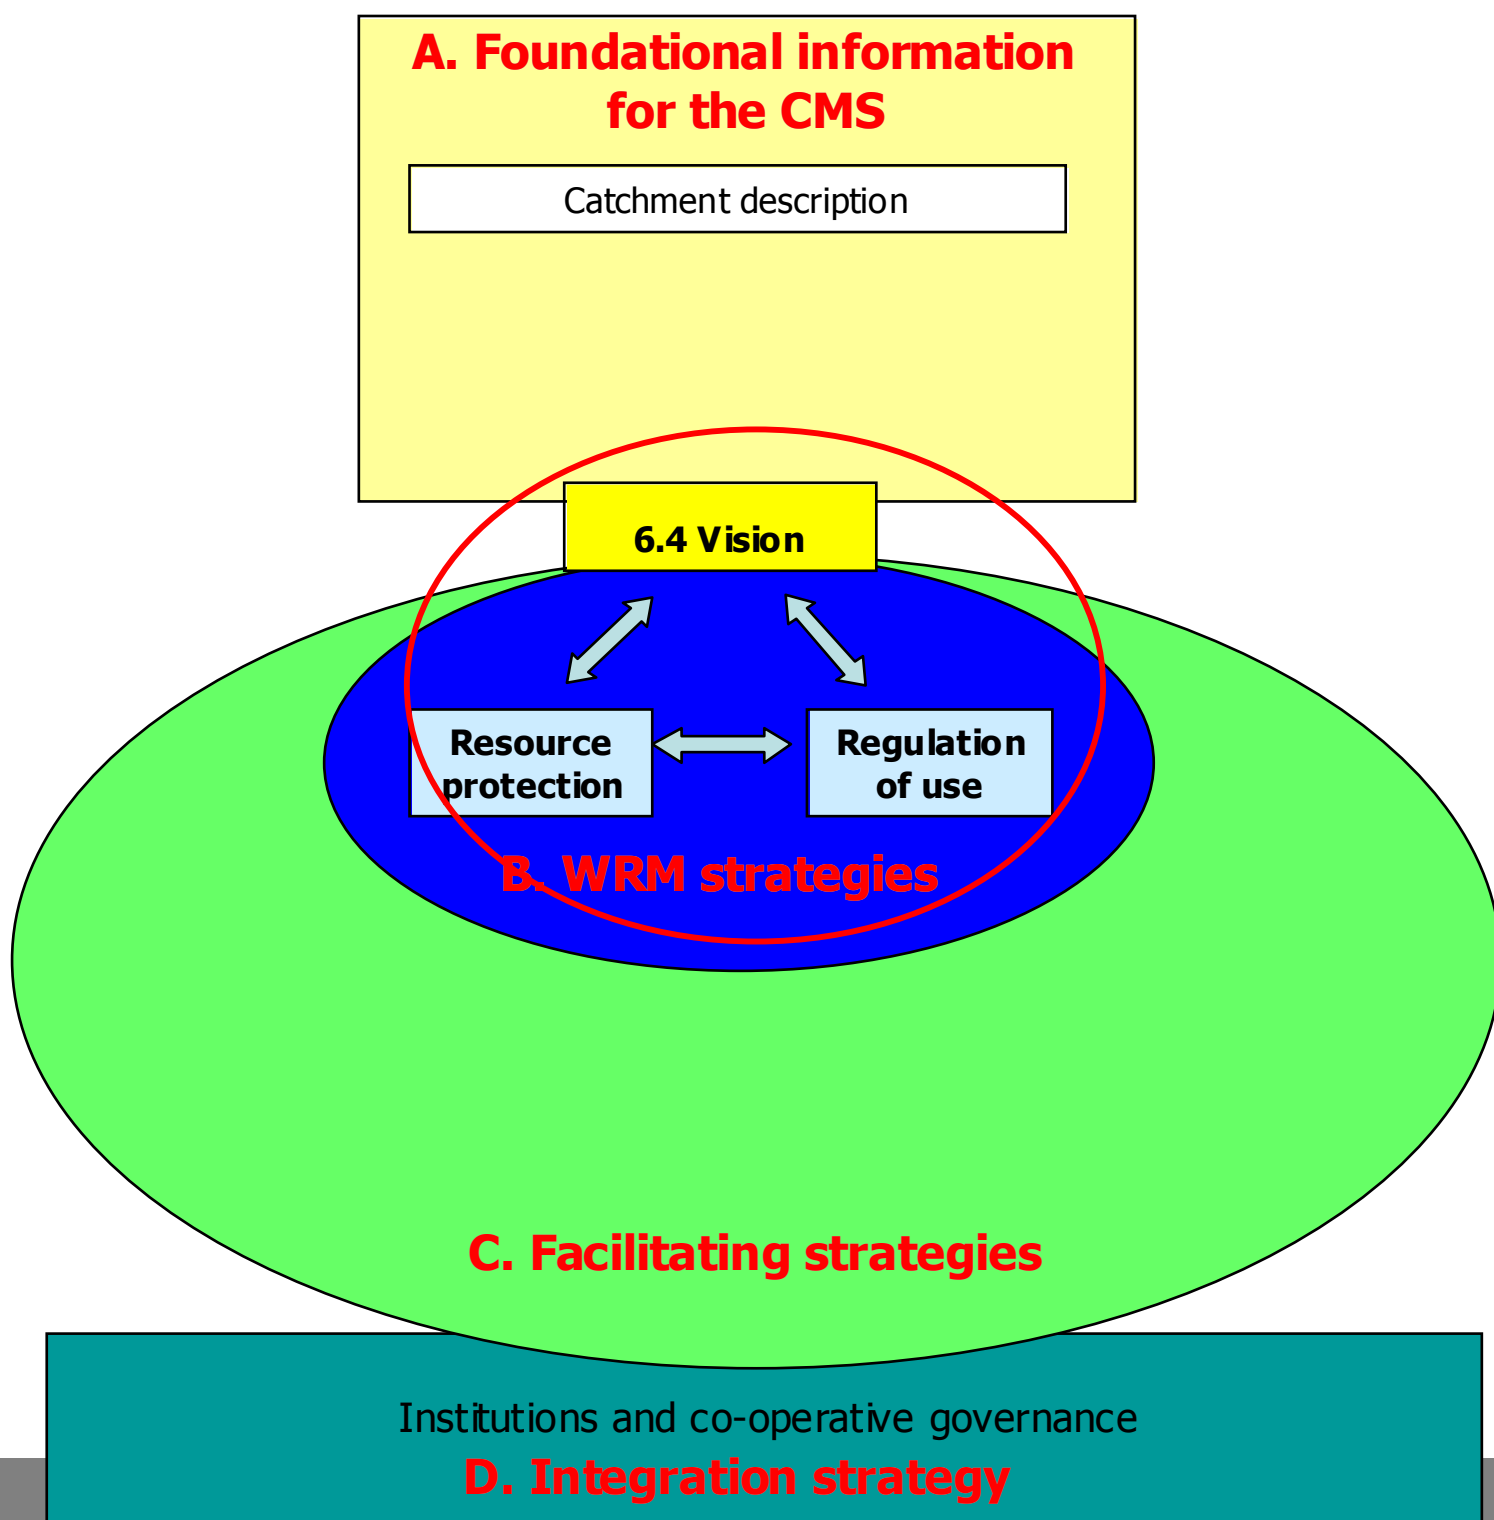 A. Foundational information
for the CMS
Catchment description
6.4 Vision
Resource
protection
Regulation
of use
B. WRM strategies
C. Facilitating strategies
Institutions and co-operative governance
D. Integration strategy